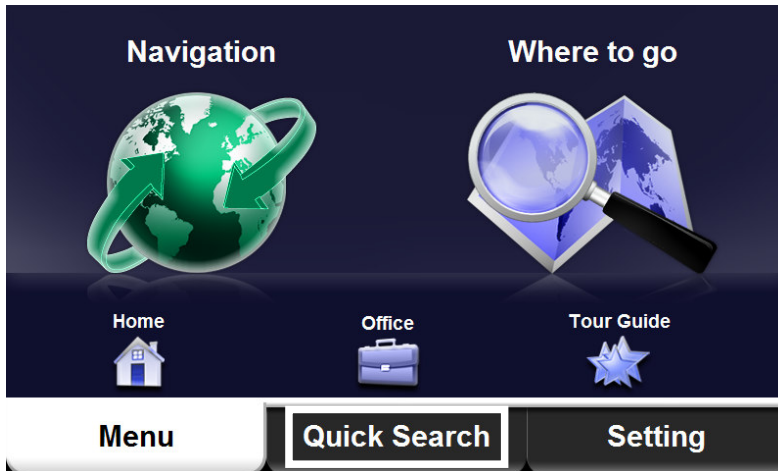 Navigation
Where to go
Home
Office
Tour Guide
Menu
Quick Search
Setting